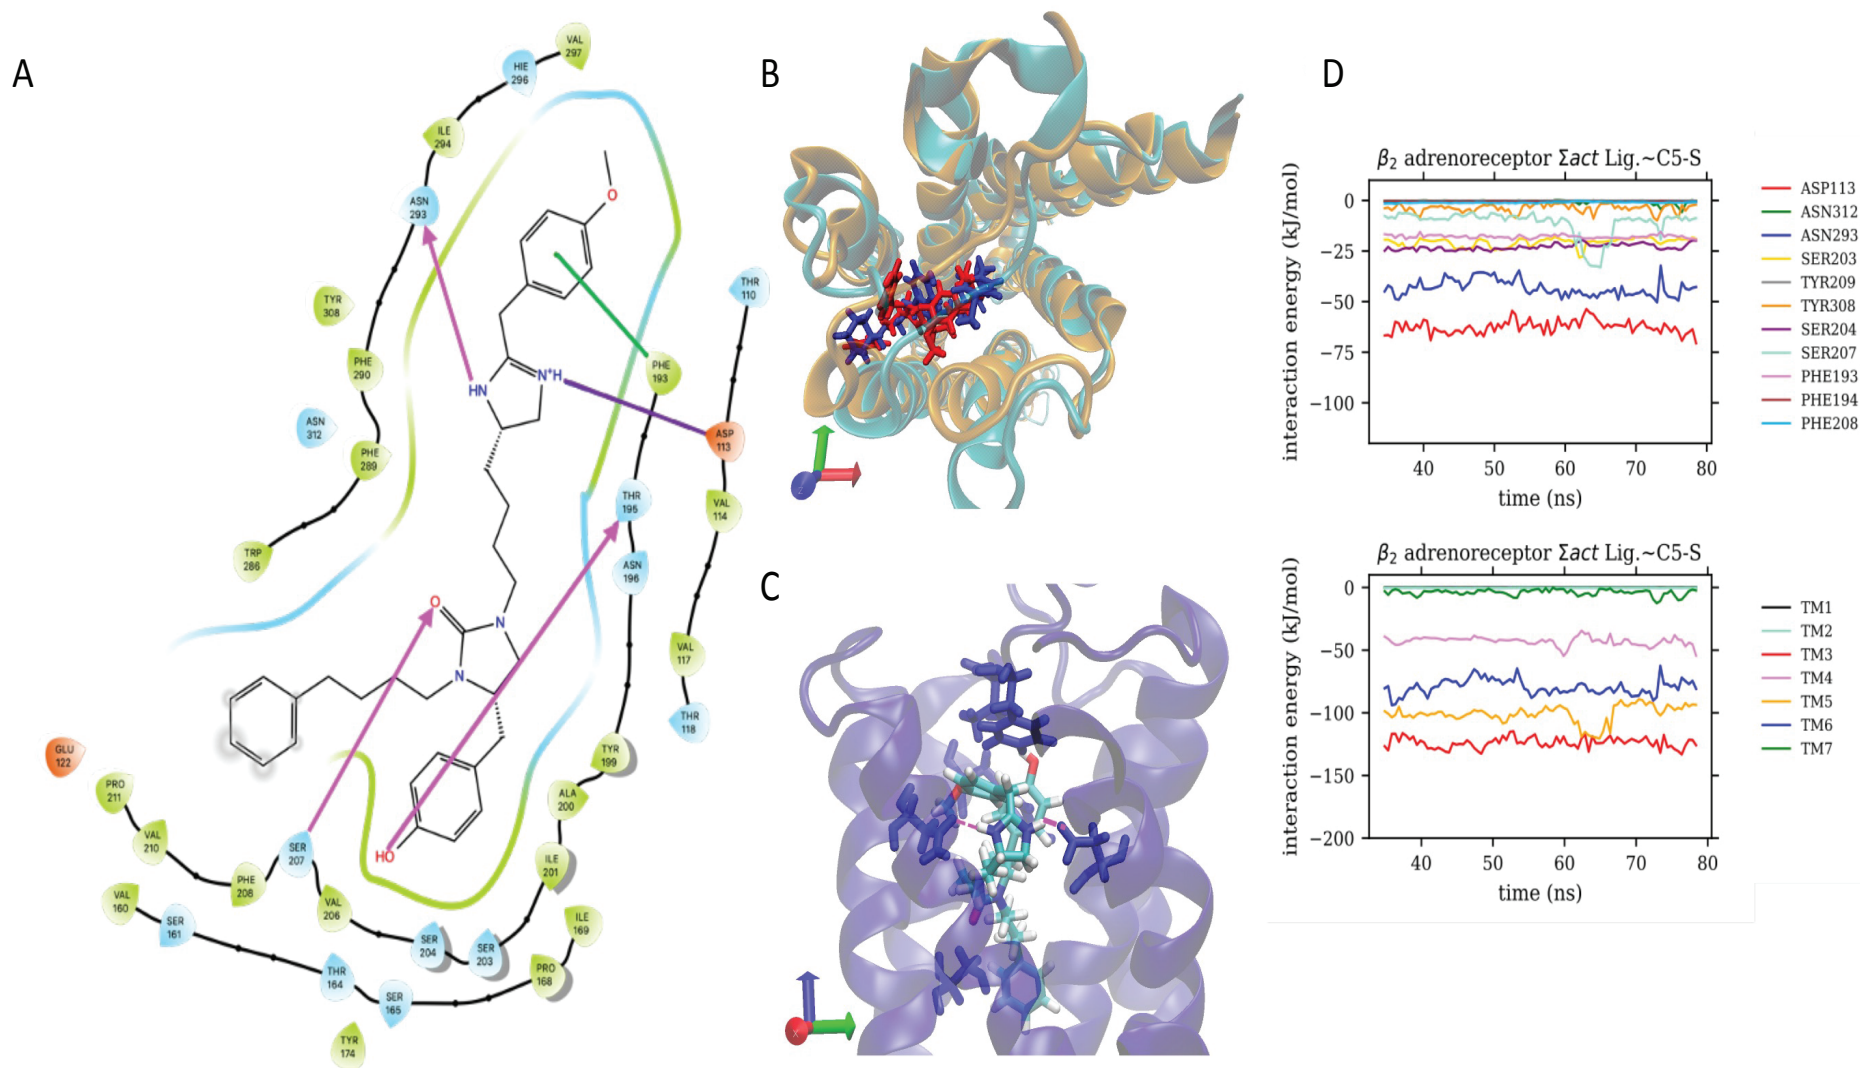 A
VAL
297
HIE
296
ILE
294
ASN
293
O
TYR
308
THR
110
PHE
290
PHE
193
HN
N⁺H
ASN
312
ASP
113
PHE
289
THR
195
VAL
114
TRP
286
ASN
196
O
N
N
VAL
117
THR
118
GLU
122
TYR
199
PRO
211
ALA
200
VAL
210
SER
207
HO
ILE
201
PHE
208
VAL
160
VAL
206
SER
161
ILE
169
SER
204
SER
203
THR
164
PRO
168
SER
165
TYR
174
B
C
X
D
β₂ adrenoreceptor Σact Lig.~C5-S
interaction energy (kJ/mol)
0
−25
−50
−75
−100
40 50 60 70 80
time (ns)
ASP113
ASN312
ASN293
SER203
TYR209
TYR308
SER204
SER207
PHE193
PHE194
PHE208
β₂ adrenoreceptor Σact Lig.~C5-S
interaction energy (kJ/mol)
0
−50
−100
−150
−200
40 50 60 70 80
time (ns)
TM1
TM2
TM3
TM4
TM5
TM6
TM7